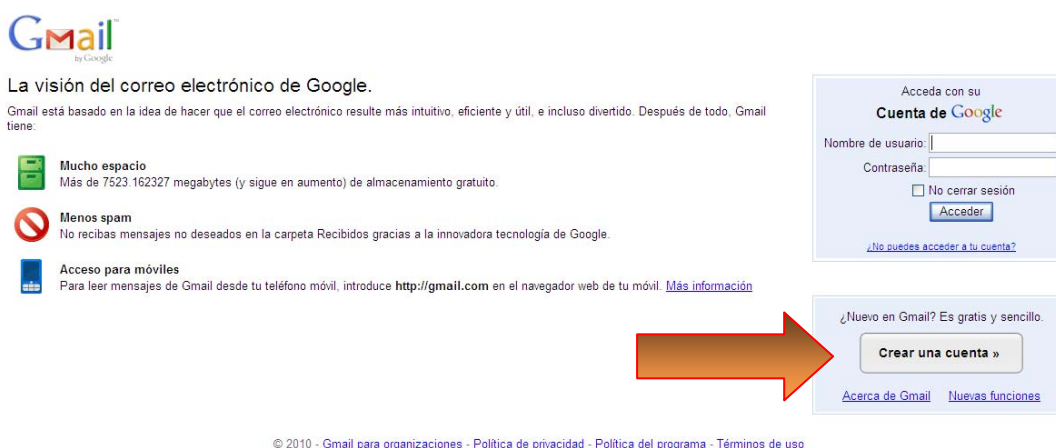 Gmail™
by Google
La visión del correo electrónico de Google.
Gmail está basado en la idea de hacer que el correo electrónico resulte más intuitivo, eficiente y útil, e incluso divertido. Después de todo, Gmail
tiene:
Mucho espacio
Más de 7523.162327 megabytes (y sigue en aumento) de almacenamiento gratuito.
Menos spam
No recibas mensajes no deseados en la carpeta Recibidos gracias a la innovadora tecnología de Google.
Acceso para móviles
Para leer mensajes de Gmail desde tu teléfono móvil, introduce http://gmail.com en el navegador web de tu móvil. Más información
Acceda con su
Cuenta de Google
Nombre de usuario:
Contraseña:
No cerrar sesión
Acceder
¿No puedes acceder a tu cuenta?
¿Nuevo en Gmail? Es gratis y sencillo.
Crear una cuenta »
Acerca de Gmail Nuevas funciones
© 2010 - Gmail para organizaciones - Política de privacidad - Política del programa - Términos de uso